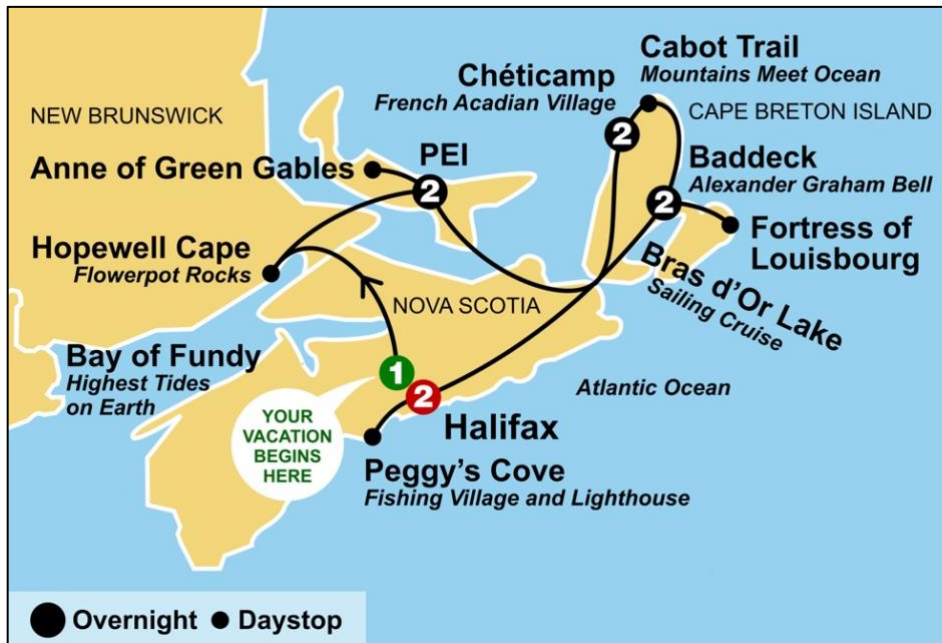 Cabot Trail
Mountains Meet Ocean
Chéticamp
French Acadian Village
CAPE BRETON ISLAND
NEW BRUNSWICK
2
PEI
Anne of Green Gables
2
Baddeck
Alexander Graham Bell
2
Fortress of
Louisbourg
Hopewell Cape
Flowerpot Rocks
Bras d'Or Lake
Sailing Cruise
NOVA SCOTIA
Bay of Fundy
Highest Tides
on Earth
1
2
Atlantic Ocean
YOUR
VACATION
BEGINS
HERE
Halifax
Peggy's Cove
Fishing Village and Lighthouse
Overnight Daystop